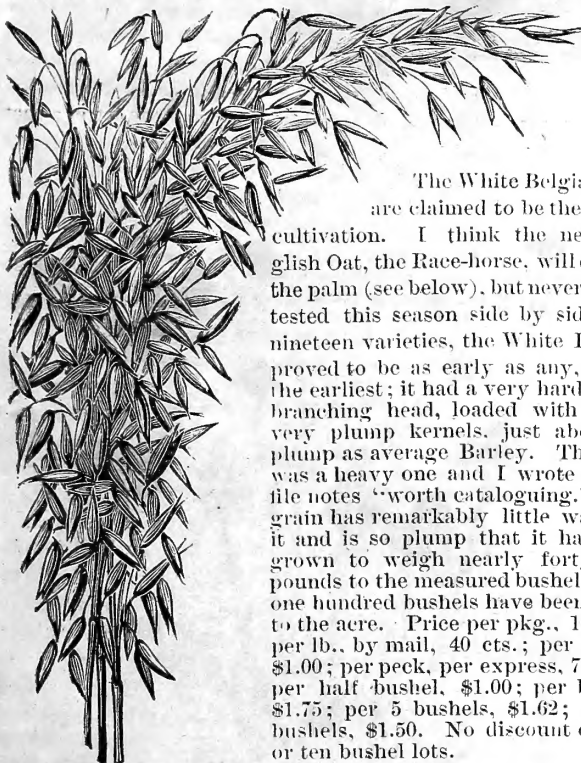 The White Belgia
are claimed to be the
cultivation. I think the ne
glish Oat, the Race-horse, will
the palm (see below), but never
tested this season side by sid
nineteen varieties, the White
proved to be as early as any,
the earliest; it had a very hard
branching head, loaded with
very plump kernels, just ab
plump as average Barley. Th
was a heavy one and I wrote
file notes "worth cataloguing."
grain has remarkably little w
it and is so plump that it ha
grown to weigh nearly fort
pounds to the measured bushel
one hundred bushels have been
to the acre. Price per pkg., 1
per lb., by mail, 40 cts.; per
$1.00; per peck, per express, 7
per half bushel, $1.00; per
$1.75; per 5 bushels, $1.62;
bushels, $1.50. No discount
or ten bushel lots.